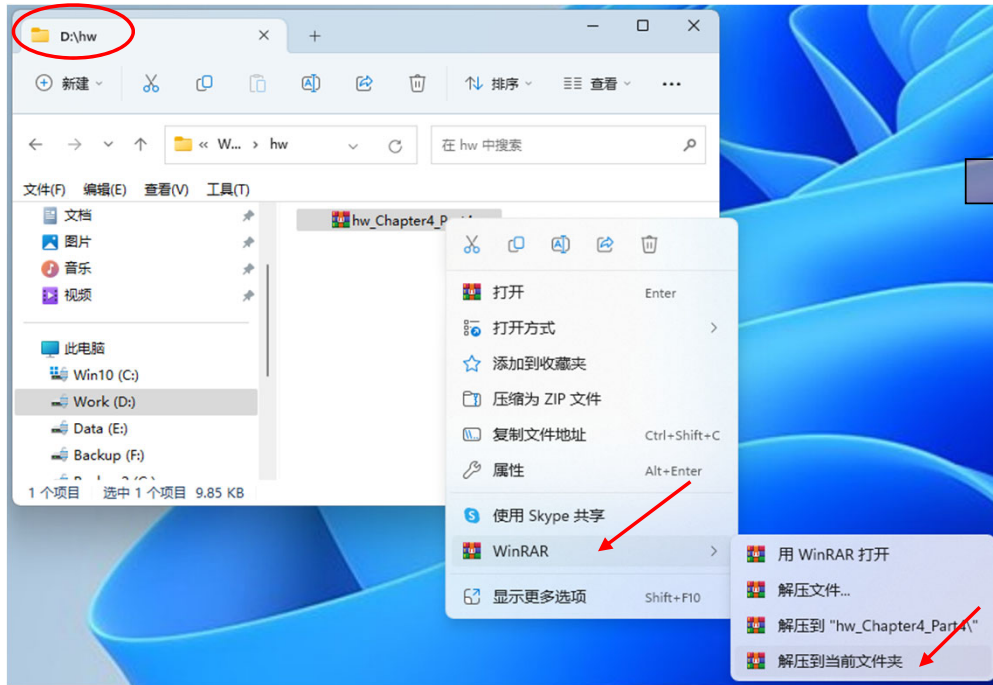 D:\hw
新建
排序
查看
« W... › hw
在 hw 中搜索
文件(F) 编辑(E) 查看(V) 工具(T)
文档
图片
音乐
视频
此电脑
Win10 (C:)
Work (D:)
Data (E:)
Backup (F:)
1 个项目 选中 1 个项目 9.85 KB
hw_Chapter4_P
打开 Enter
打开方式
添加到收藏夹
压缩为 ZIP 文件
复制文件地址 Ctrl+Shift+C
属性 Alt+Enter
使用 Skype 共享
WinRAR
显示更多选项 Shift+F10
用 WinRAR 打开
解压文件...
解压到 "hw_Chapter4_Part4\"
解压到当前文件夹